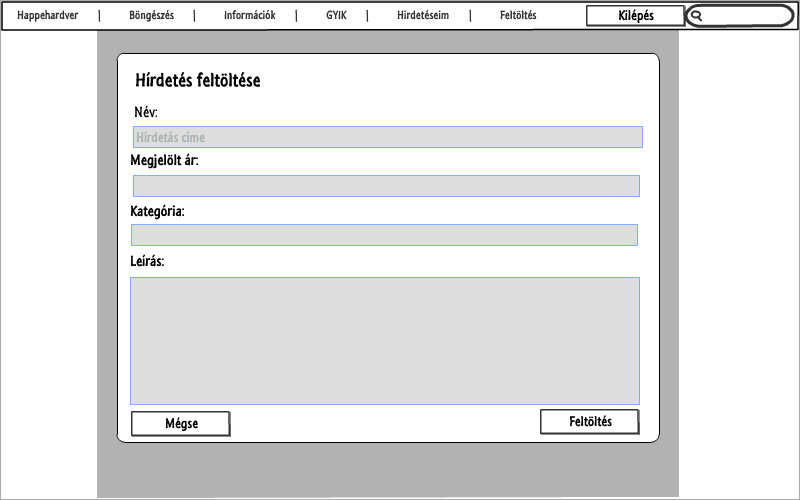 Happehardver | Böngészés | Információk | GYIK | Hirdetéseim | Feltöltés Kilépés
Hírdetés feltöltése
Név:
Hírdetás címe
Megjelölt ár:
Kategória:
Leírás:
Mégse Feltöltés